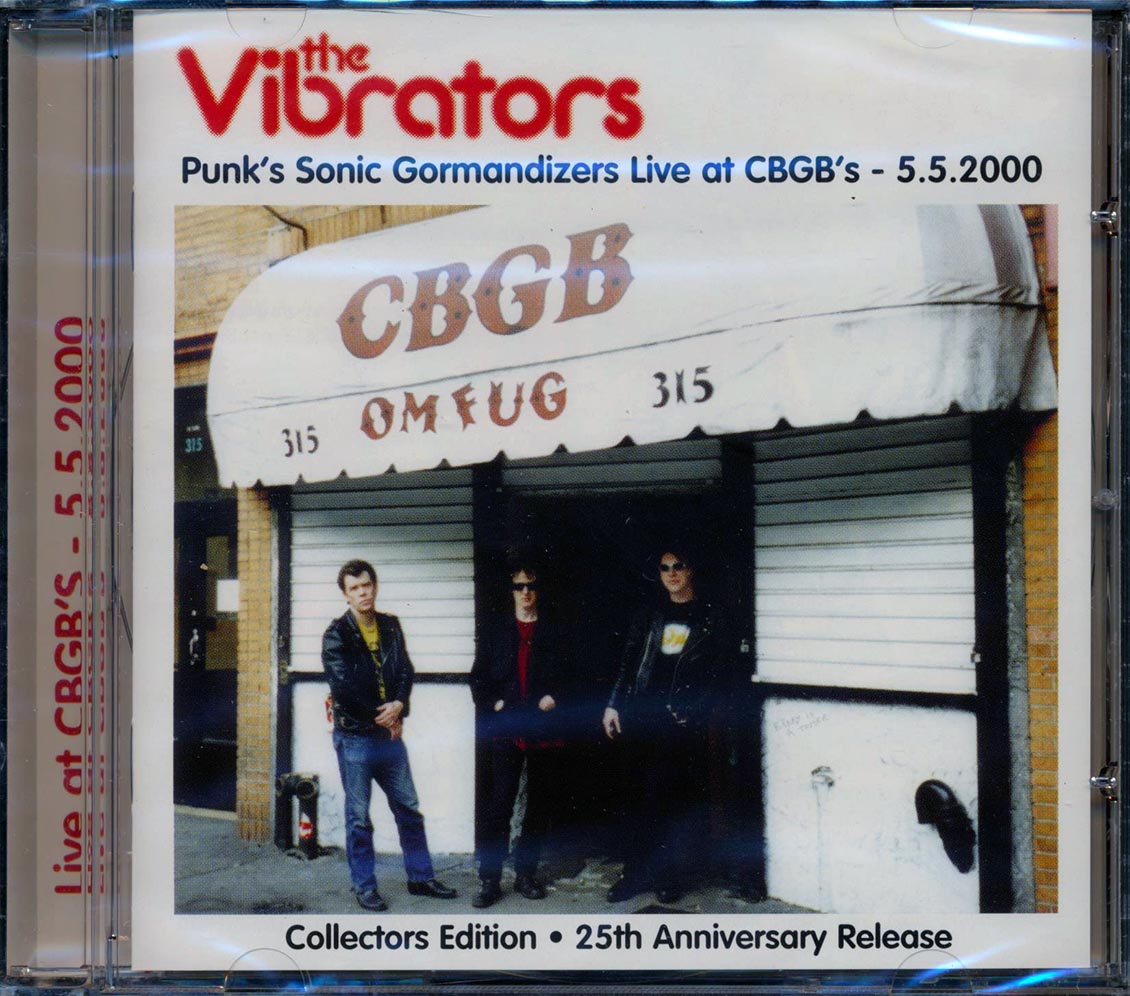 the
Vibrators
Punk's Sonic Gormandizers Live at CBGB's - 5.5.2000
CBGB
OMFUG
315
315
315
Collectors Edition • 25th Anniversary Release
Live at CBGB'S - 5.5.2000